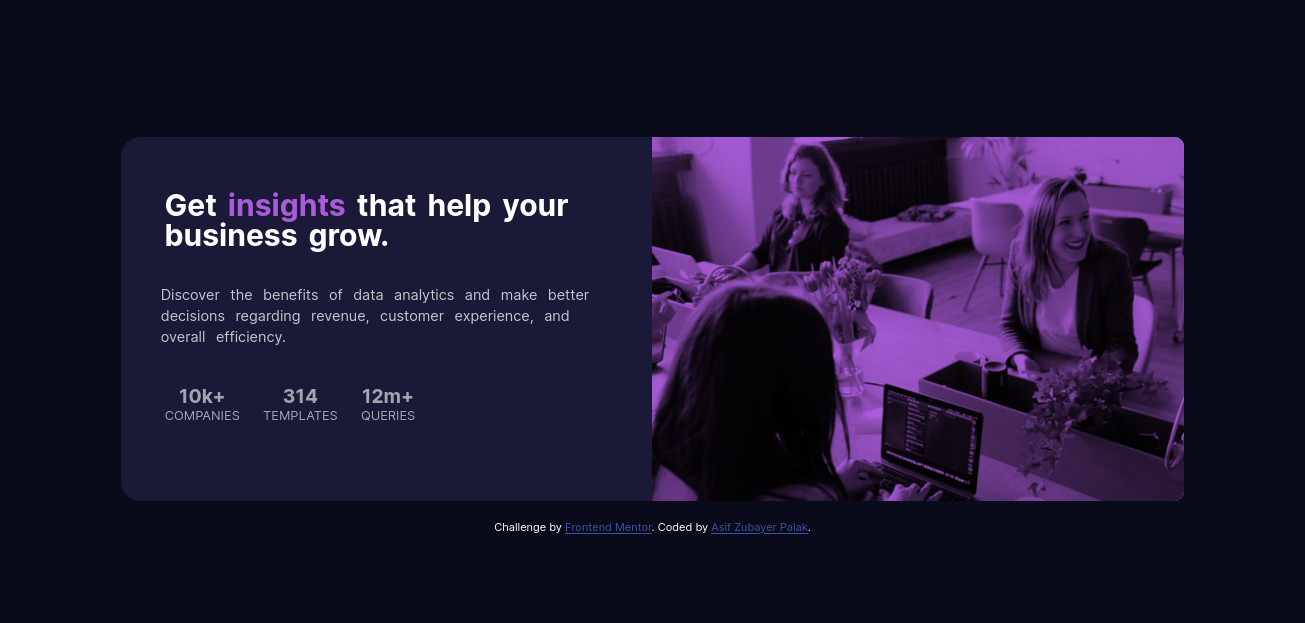 Get insights that help your
business grow.
Discover the benefits of data analytics and make better
decisions regarding revenue, customer experience, and
overall efficiency.
10k+ 314 12m+
COMPANIES TEMPLATES QUERIES
Challenge by Frontend Mentor. Coded by Asif Zubayer Palak.